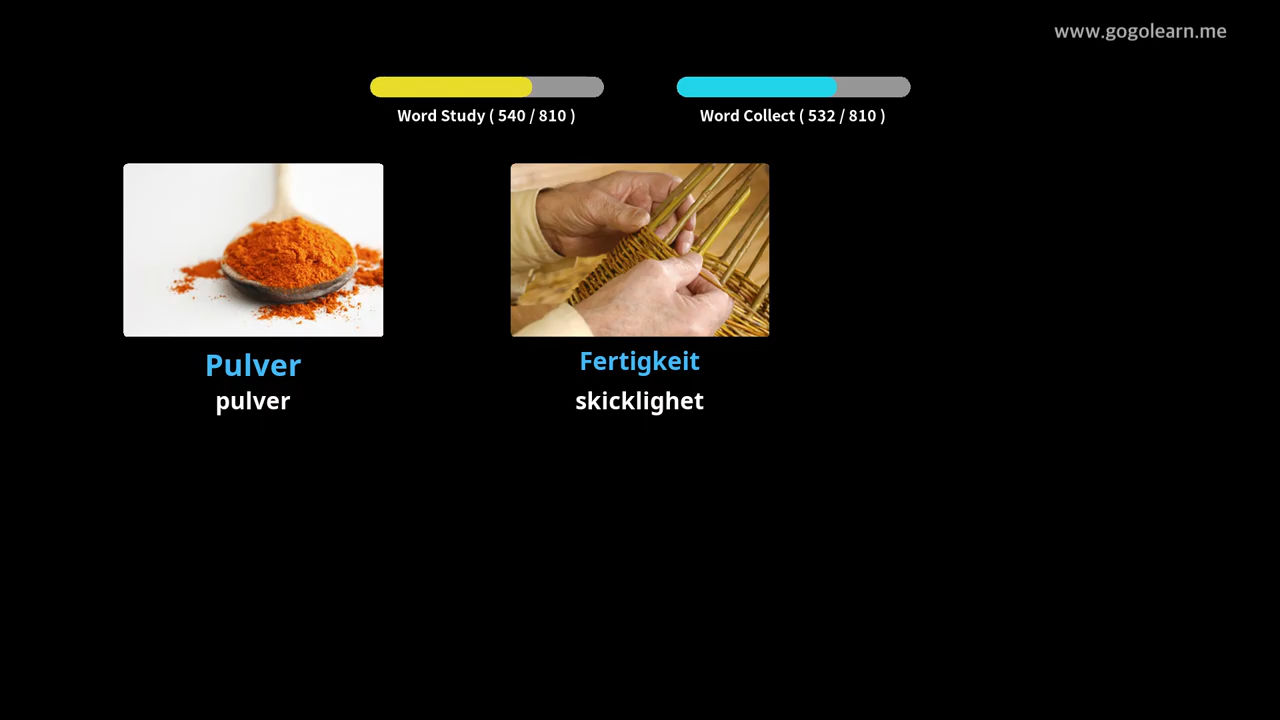 www.gogolearn.me
Word Study ( 540 / 810 )
Word Collect ( 532 / 810 )
Pulver
pulver
Fertigkeit
skicklighet